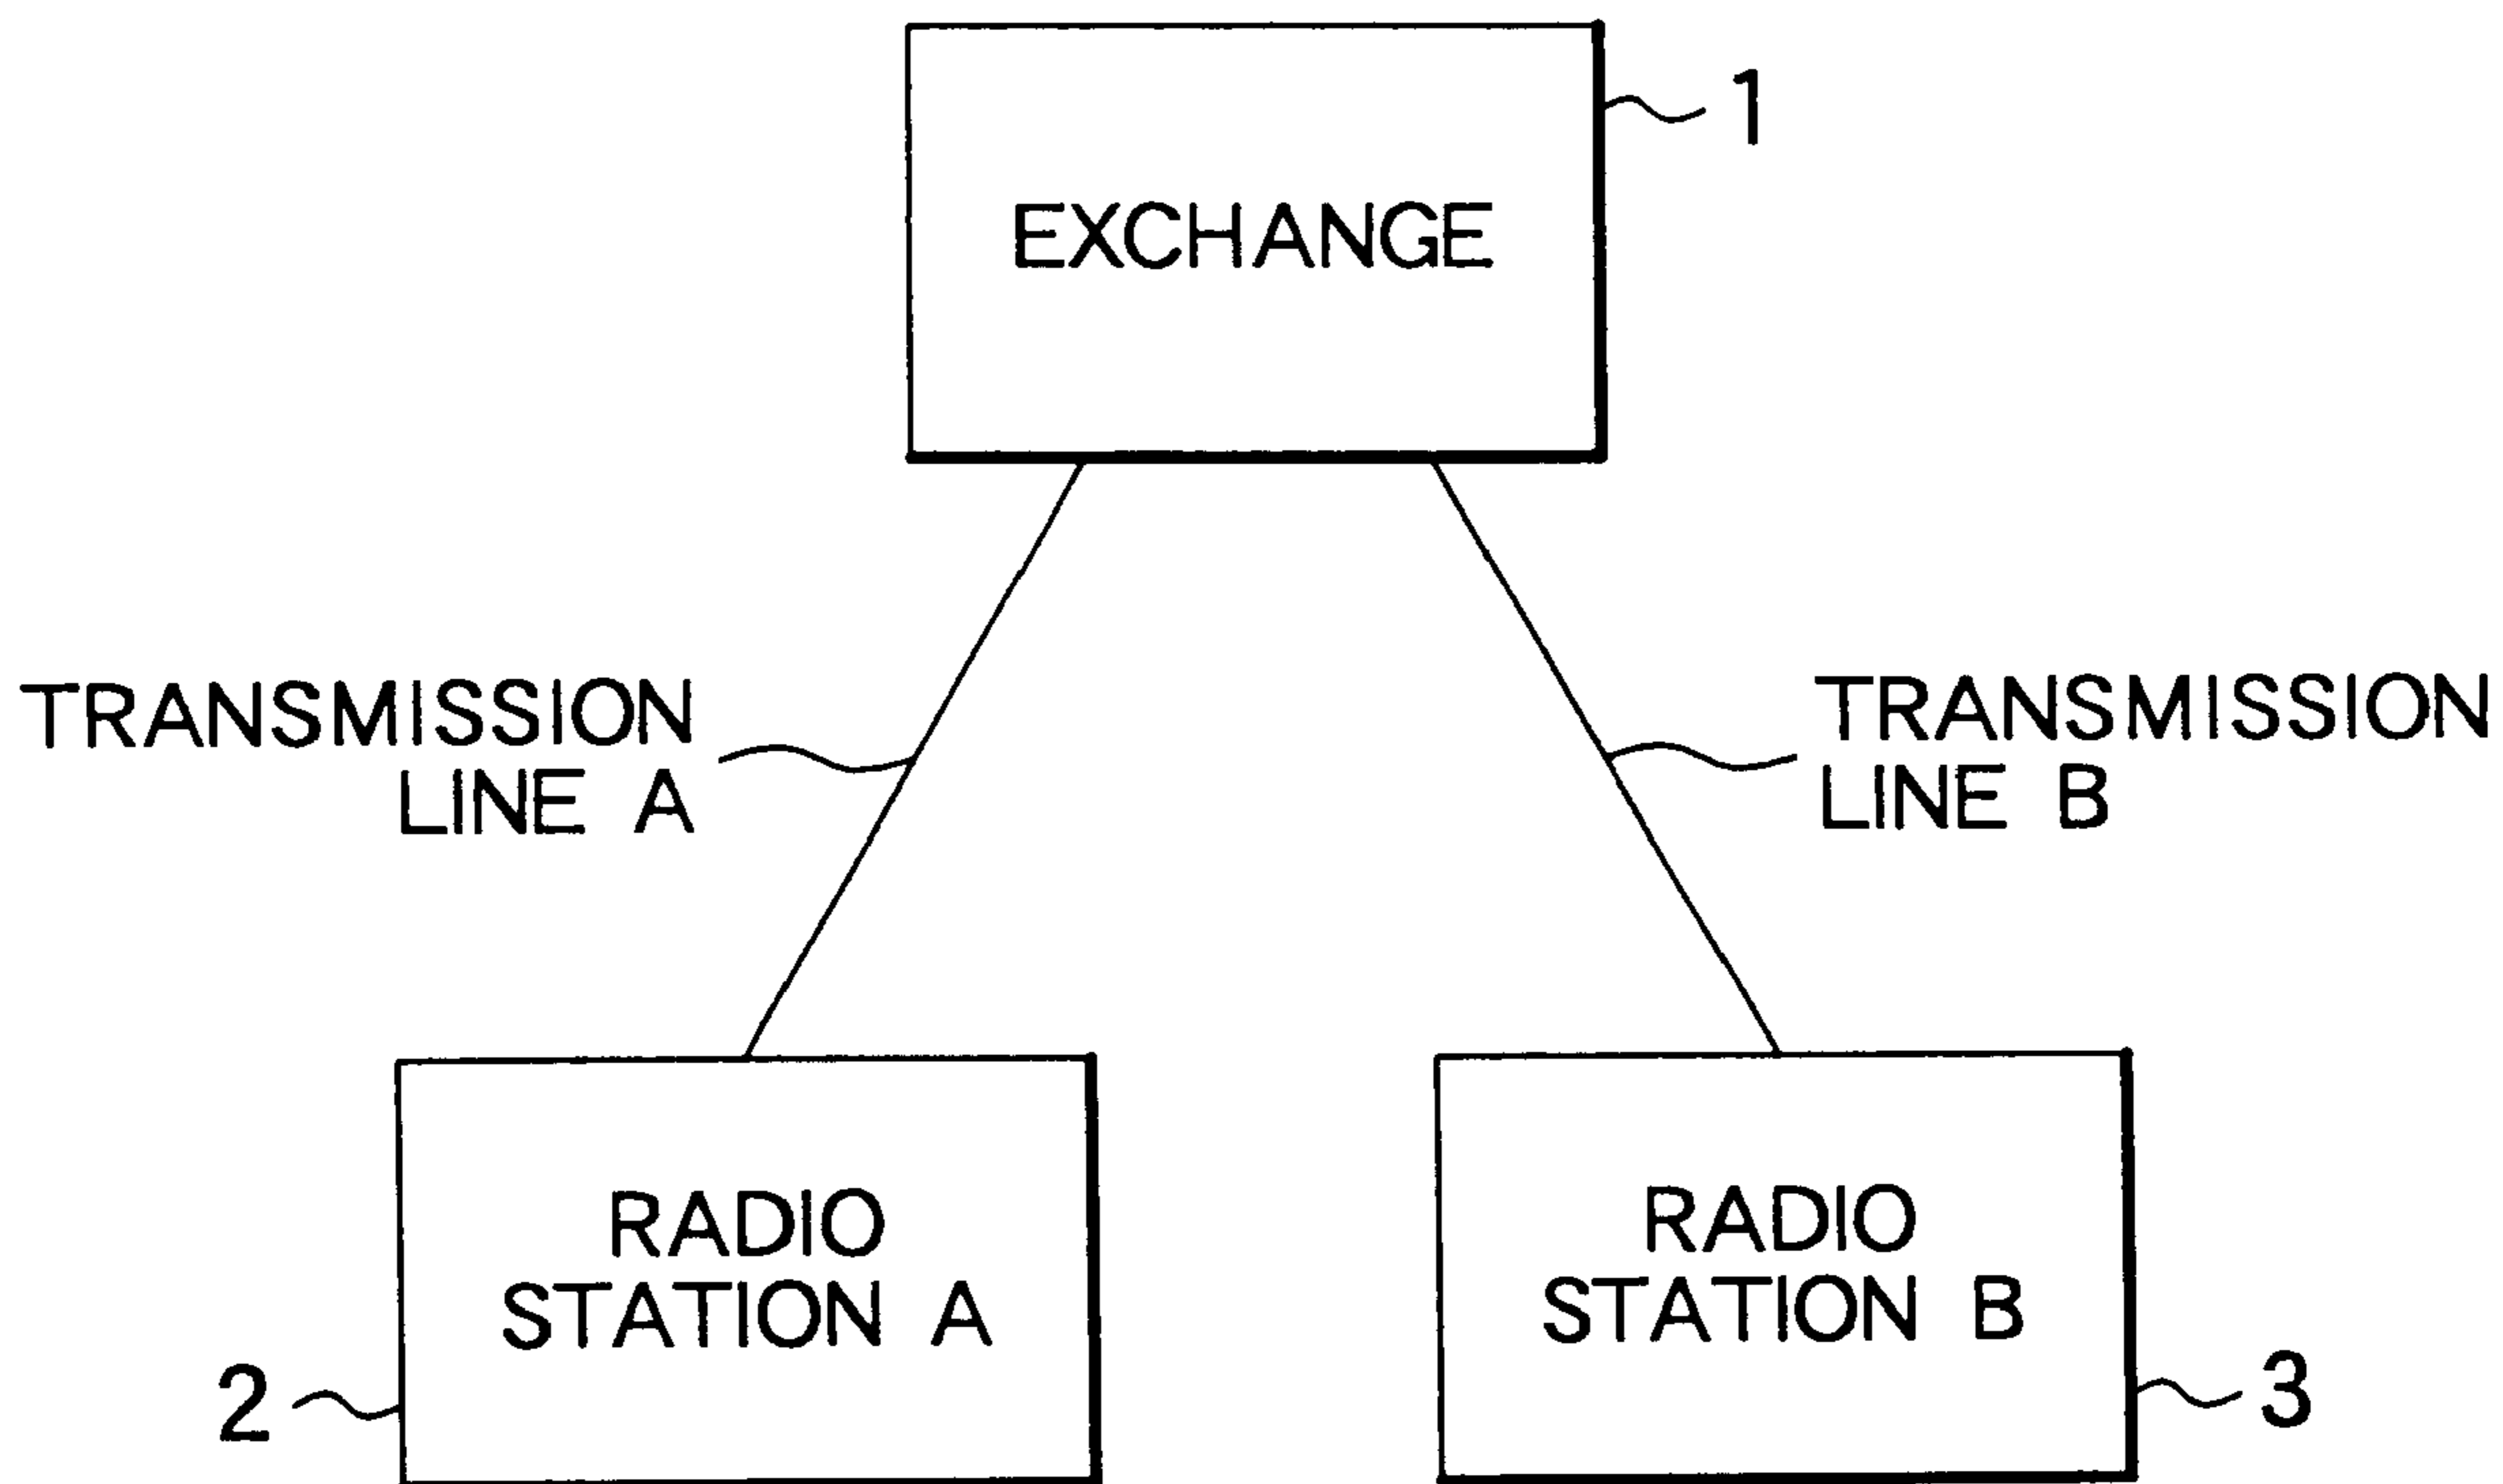 1
EXCHANGE
TRANSMISSION
LINE A
TRANSMISSION
LINE B
RADIO
STATION A
2
RADIO
STATION B
3